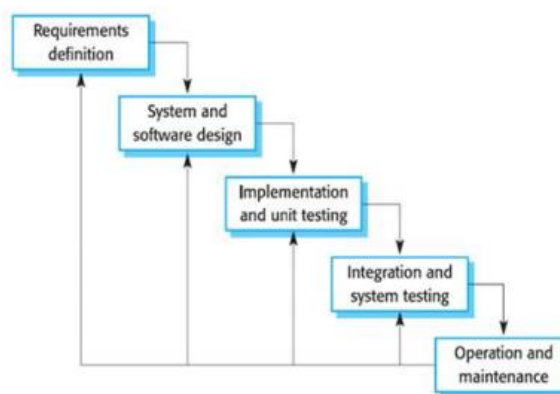 Requirements
definition
System and
software design
Implementation
and unit testing
Integration and
system testing
Operation and
maintenance